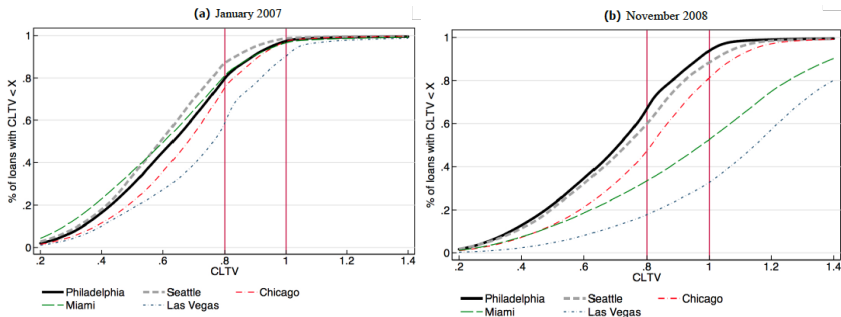 (a) January 2007
% of loans with CLTV < X
1
.8
.6
.4
.2
0
.2 .4 .6 .8 1 1.2 1.4
CLTV
Philadelphia Seattle Chicago
Miami Las Vegas
(b) November 2008
% of loans with CLTV < X
1
.8
.6
.4
.2
0
.2 .4 .6 .8 1 1.2 1.4
CLTV
Philadelphia Seattle Chicago
Miami Las Vegas